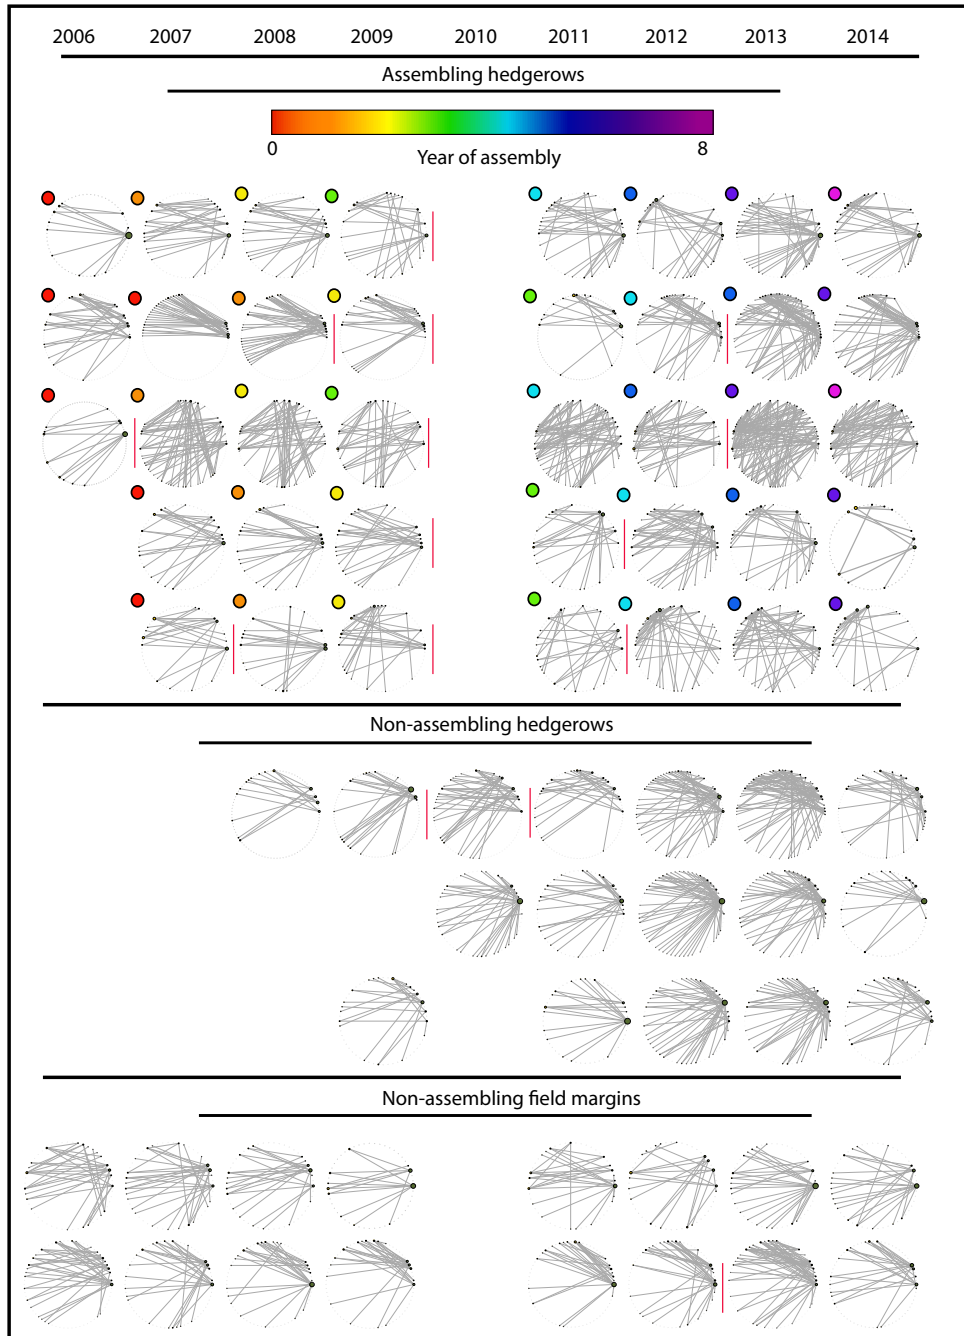 2006 2007 2008 2009 2010 2011 2012 2013 2014
Assembling hedgerows
0 8
Year of assembly
Non-assembling hedgerows
Non-assembling field margins